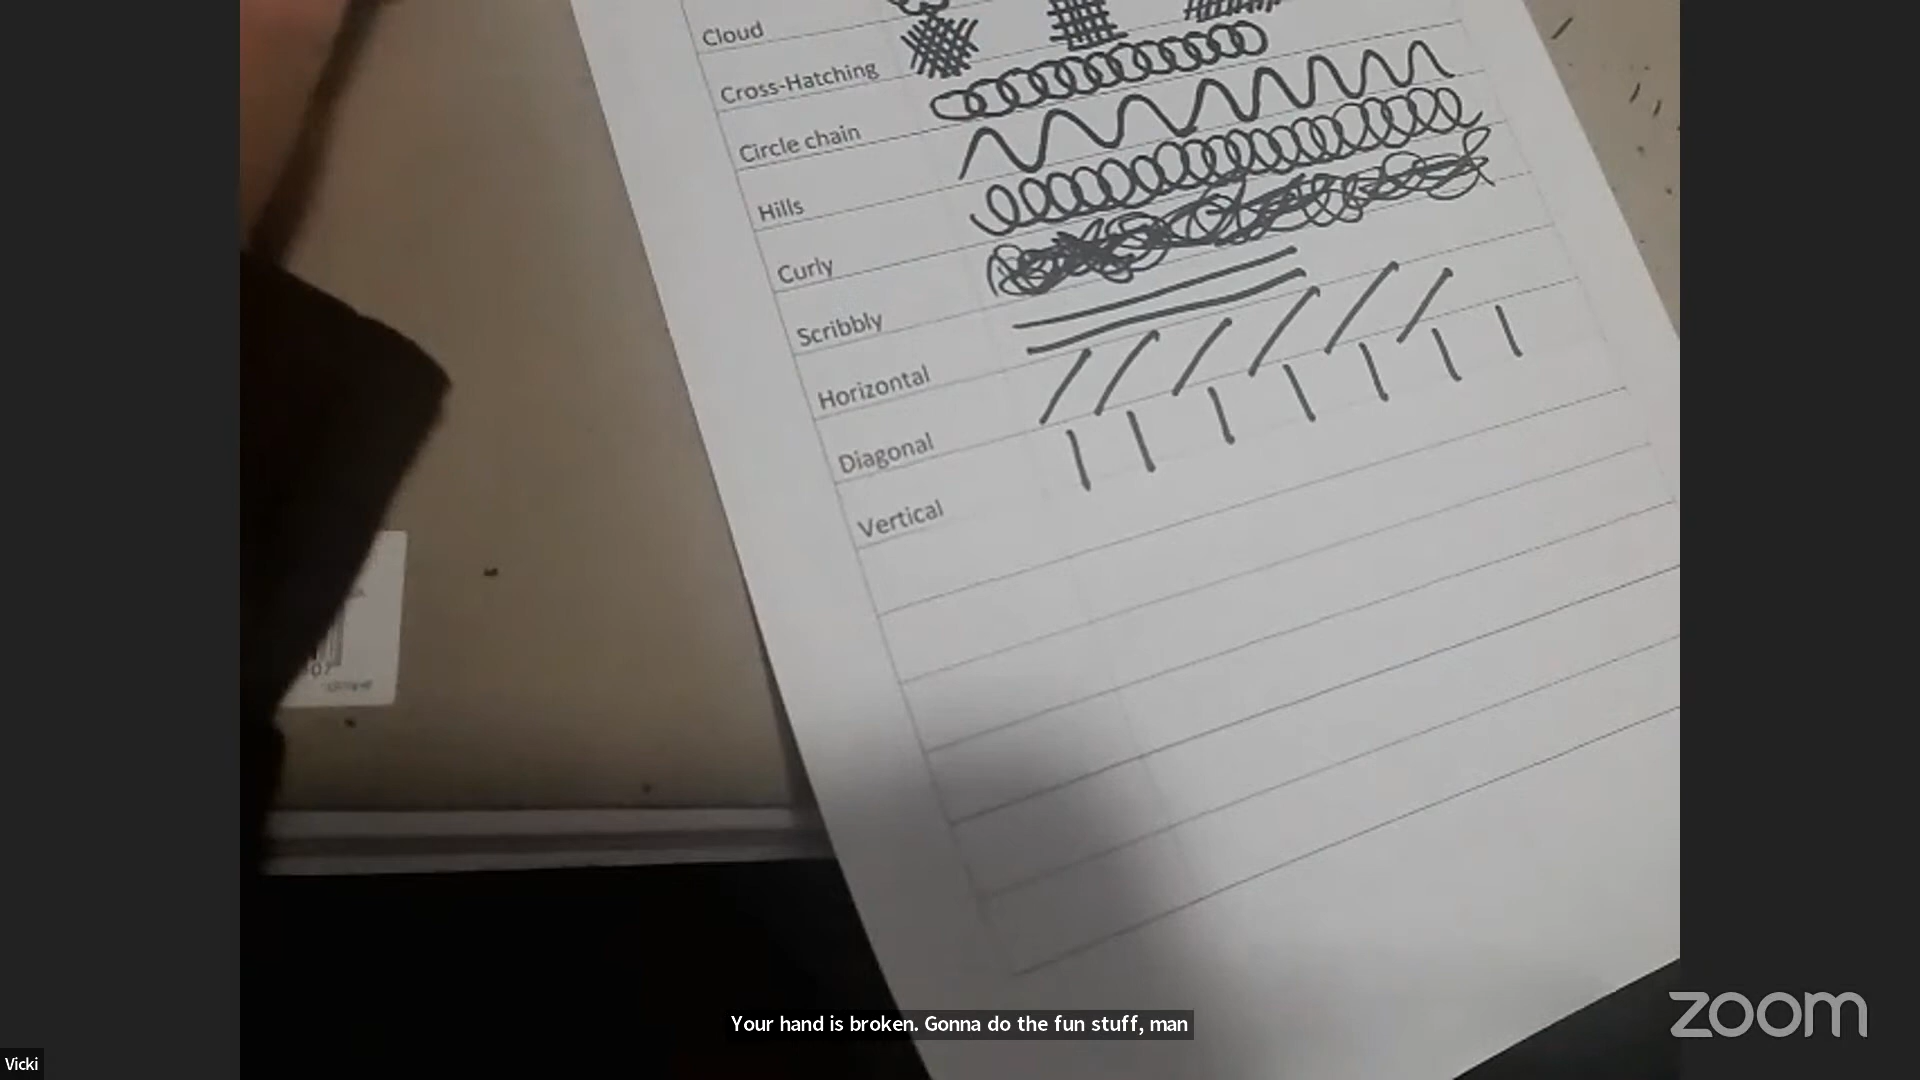 Cloud
Cross-Hatching
Circle chain
Hills
Curly
Scribbly
Horizontal
Diagonal
Vertical
Your hand is broken. Gonna do the fun stuff, man
zoom
Vicki